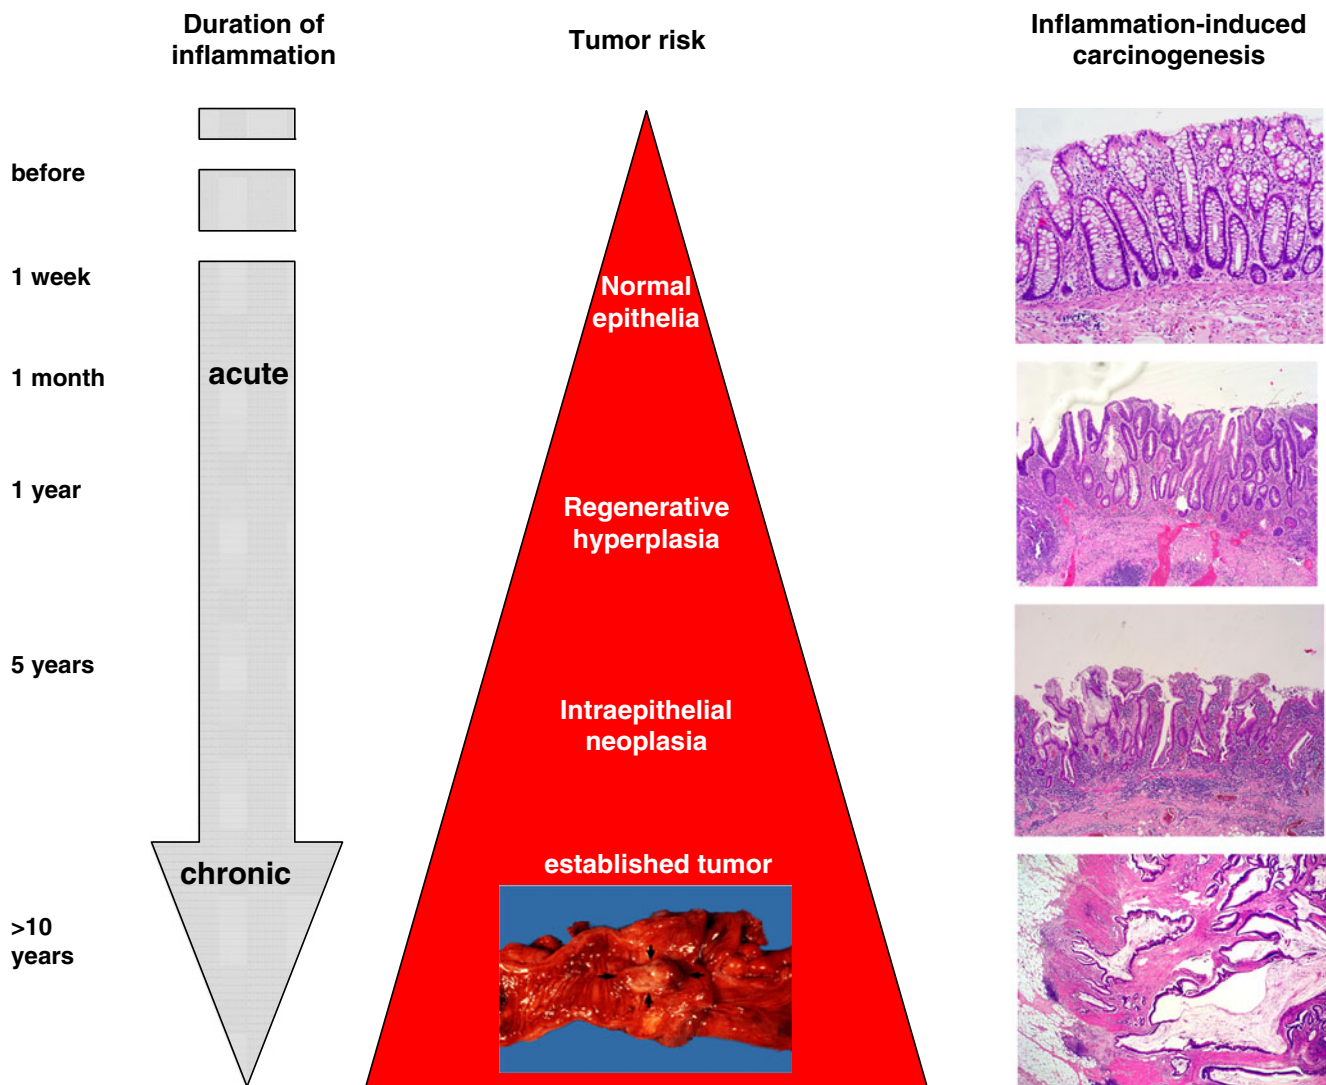 Duration of
inflammation
Tumor risk
Inflammation-induced
carcinogenesis
before
1 week
Normal
epithelia
1 month
acute
1 year
Regenerative
hyperplasia
5 years
Intraepithelial
neoplasia
established tumor
chronic
>10
years